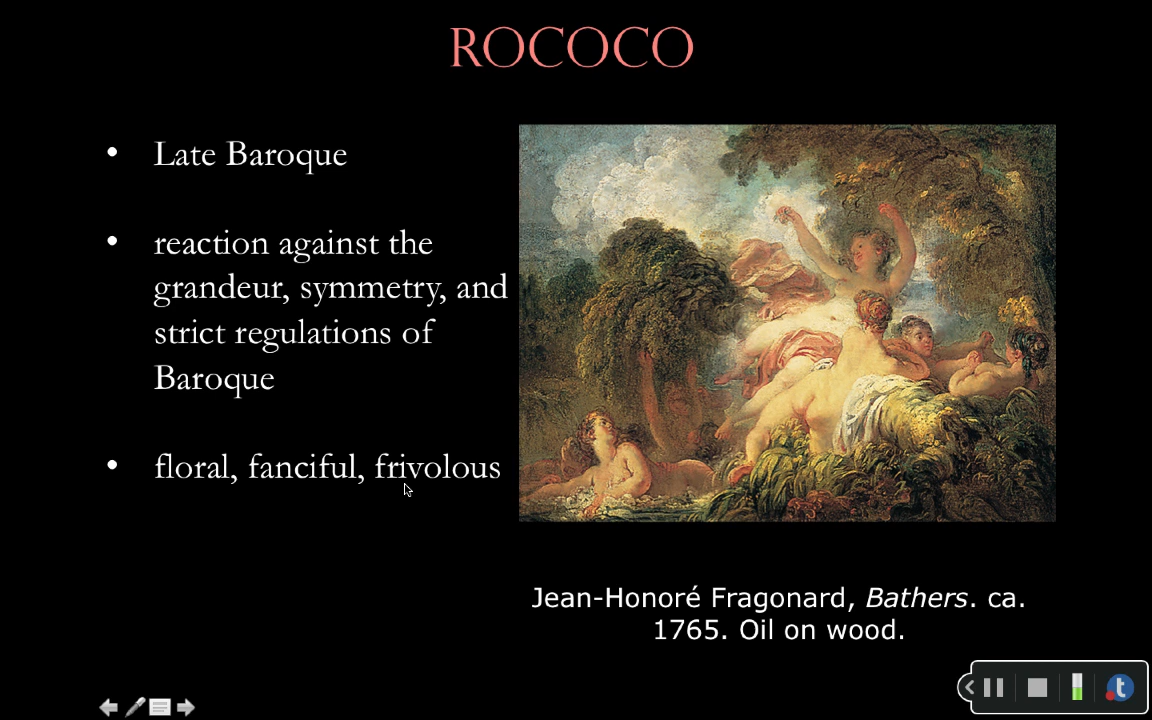 ROCOCO
• Late Baroque
• reaction against the
grandeur, symmetry, and
strict regulations of
Baroque
• floral, fanciful, frivolous
Jean-Honoré Fragonard, Bathers. ca.
1765. Oil on wood.
t